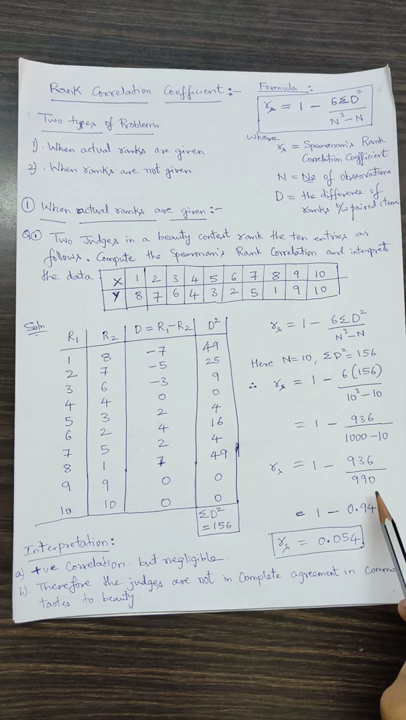 Rank Correlation Coefficient :-
Formula :
rs = 1 - 6ΣD² / N³-N
Two types of Problems
1) When actual ranks are given
2) When ranks are not given
Where
rs = Spearman's Rank
Correlation Coefficient
N = No of observations
D = the difference of
ranks b/w paired item
① When actual ranks are given :-
Q① Two Judges in a beauty contest rank the ten entries as
follows. Compute the Spearman's Rank Correlation and interpret
the data
X 1 2 3 4 5 6 7 8 9 10
Y 8 7 6 4 3 2 5 1 9 10
Soln
R1 R2 D = R1-R2 D²
1 8 -7 49
2 7 -5 25
3 6 -3 9
4 4 0 0
5 3 2 4
6 2 4 16
7 5 2 4
8 1 7 49
9 9 0 0
10 10 0 0
ΣD²
= 156
rs = 1 - 6ΣD² / N³-N
Here N=10, ΣD²=156
∴ rs = 1 - 6(156) / 10³-10
= 1 - 936 / 1000-10
rs = 1 - 936 / 990
= 1 - 0.94
rs = 0.054
Interpretation:
a) +ve Correlation but negligible
b) Therefore the judges are not in complete agreement in
tastes to beauty.